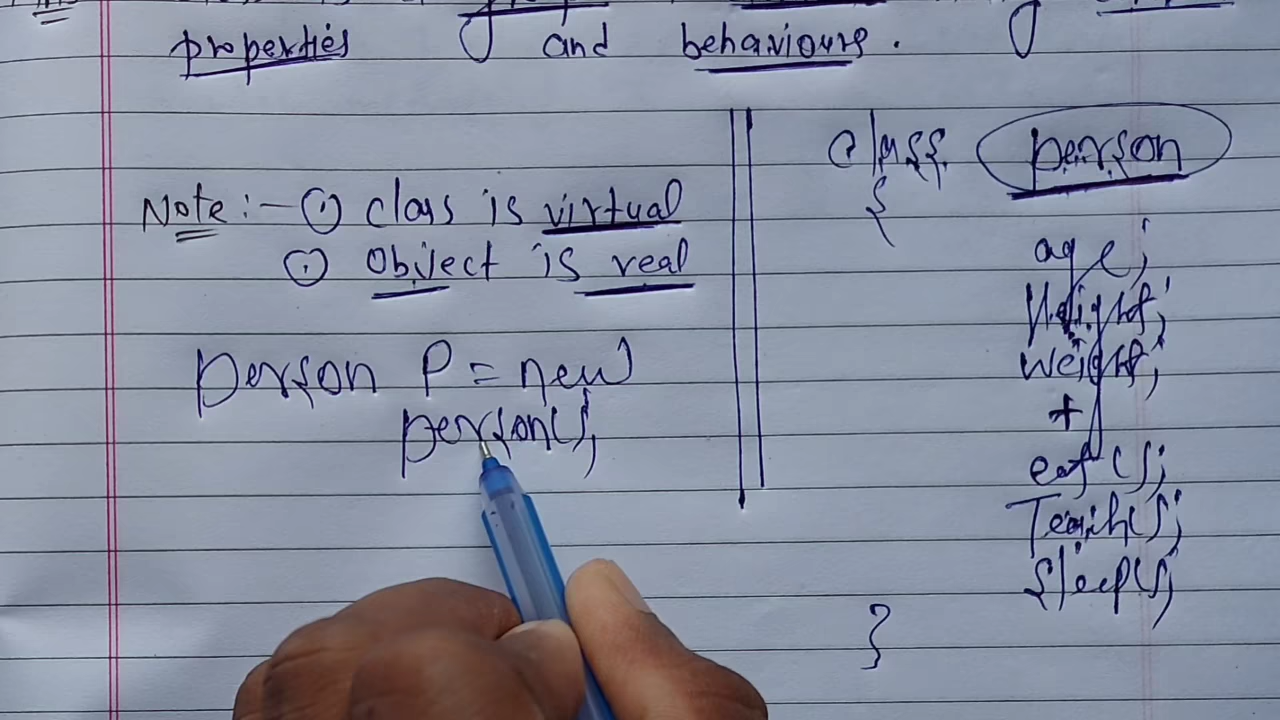 properties and behaviours.
Note:- ① class is virtual
① Object is real
person P = new
person();
class person
{
age;
Height;
weight;
+
eat();
Teach();
sleep();
}